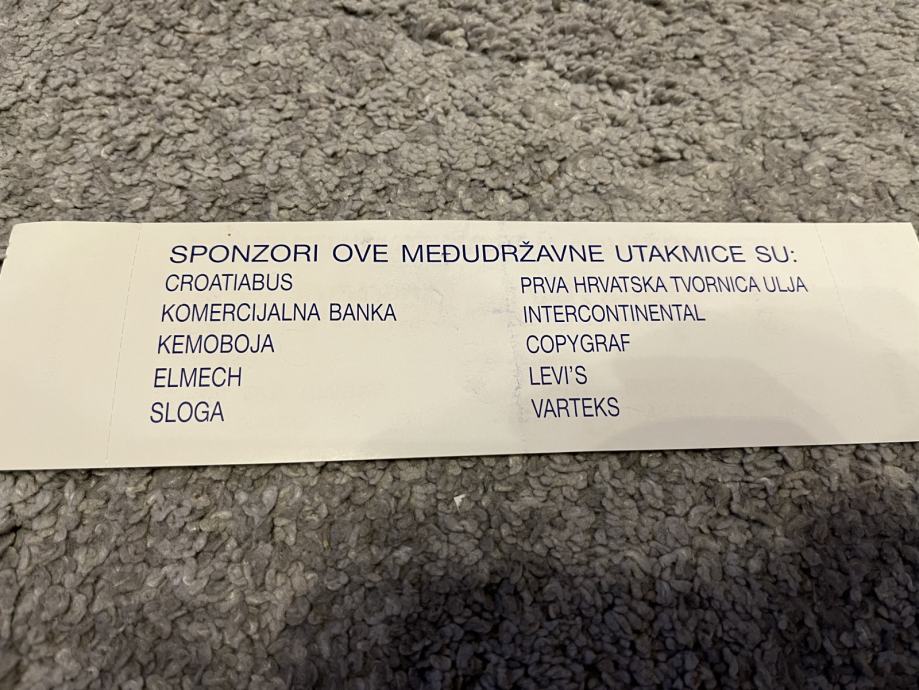 SPONZORI OVE MEĐUDRŽAVNE UTAKMICE SU:
CROATIABUS
KOMERCIJALNA BANKA
KEMOBOJA
ELMECH
SLOGA
PRVA HRVATSKA TVORNICA ULJA
INTERCONTINENTAL
COPYGRAF
LEVI'S
VARTEKS